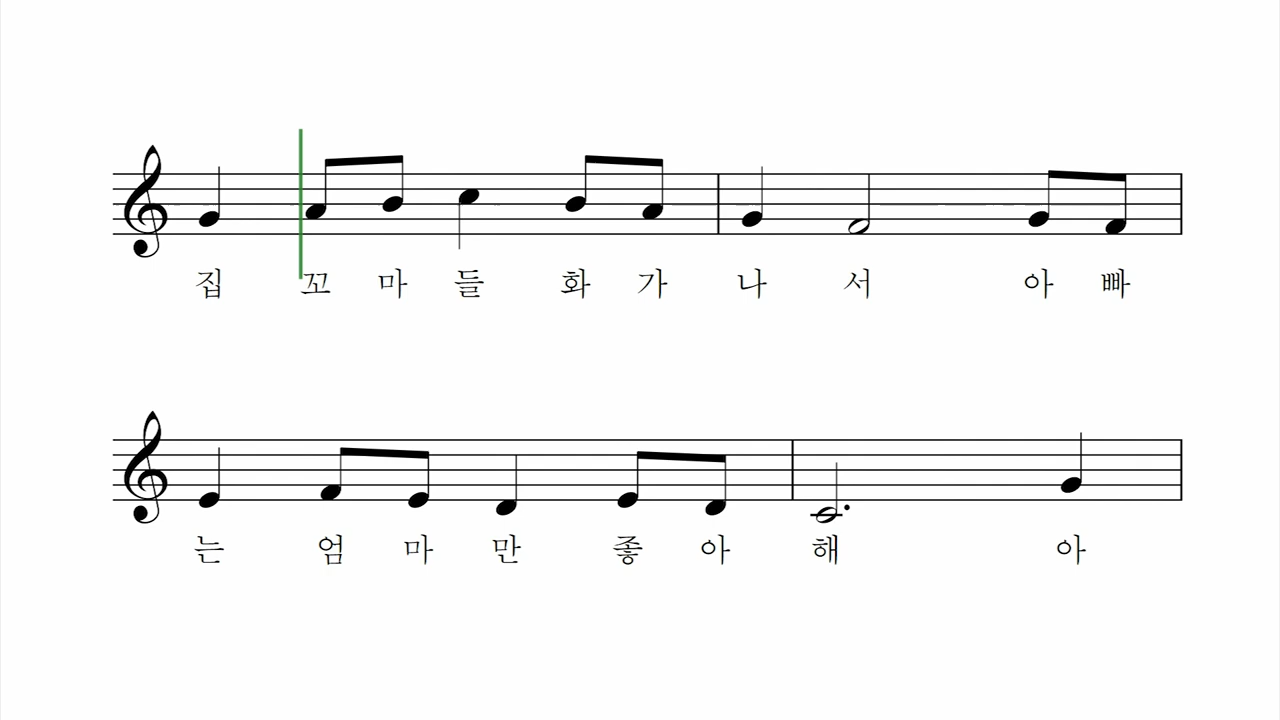 집 꼬 마 들 화 가 나 서 아 빠
는 엄 마 만 좋 아 해 아